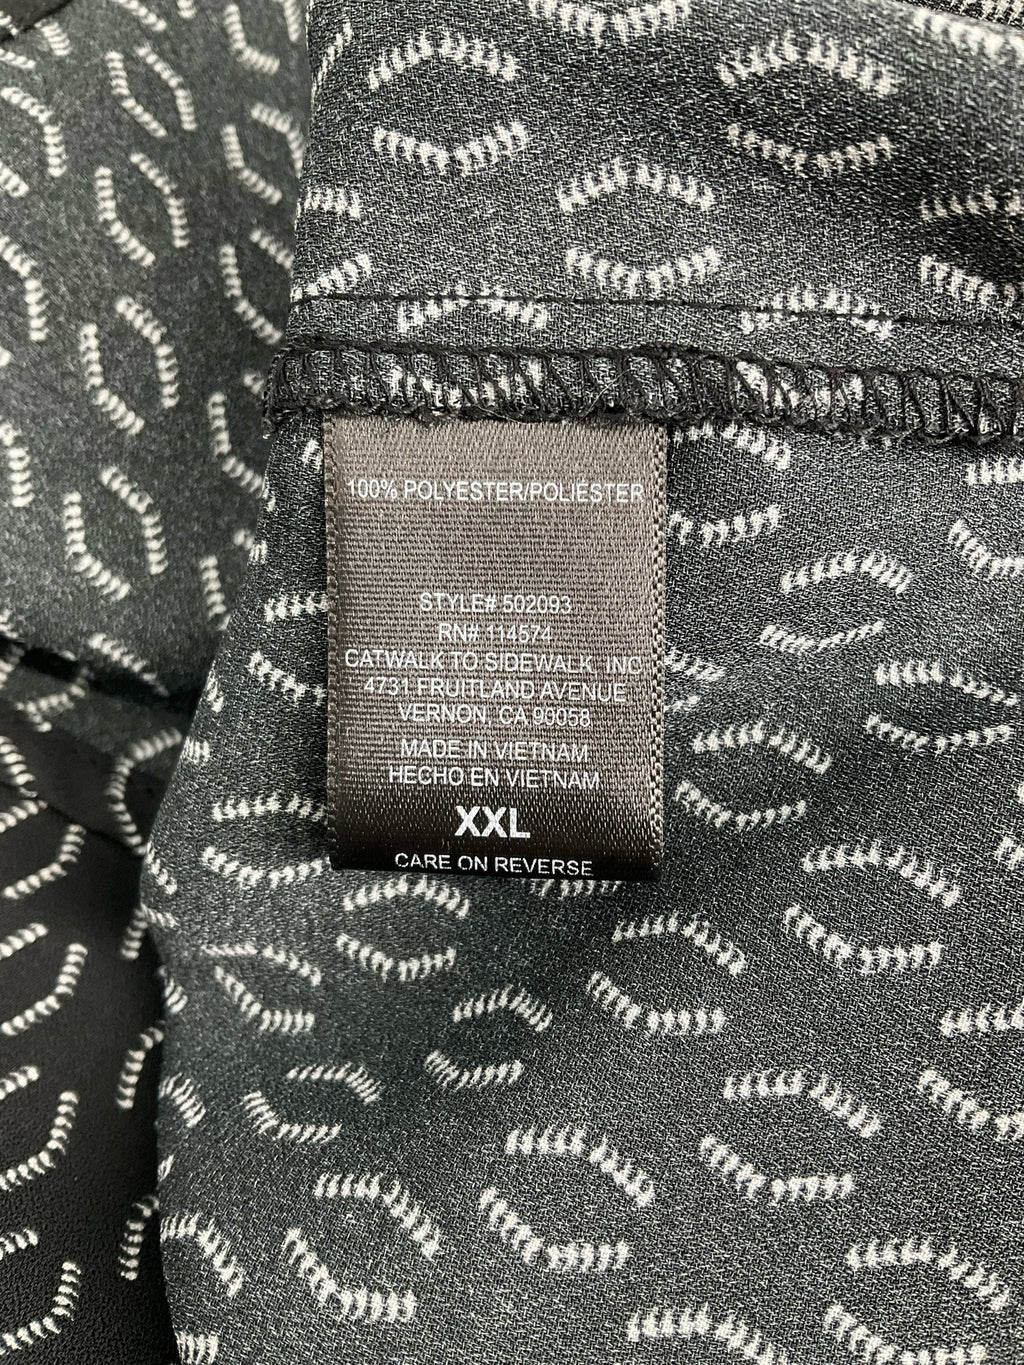 100% POLYESTER/POLIESTER
STYLE# 502093
RN# 114574
CATWALK TO SIDEWALK, INC
4731 FRUITLAND AVENUE
VERNON, CA 90058
MADE IN VIETNAM
HECHO EN VIETNAM
XXL
CARE ON REVERSE